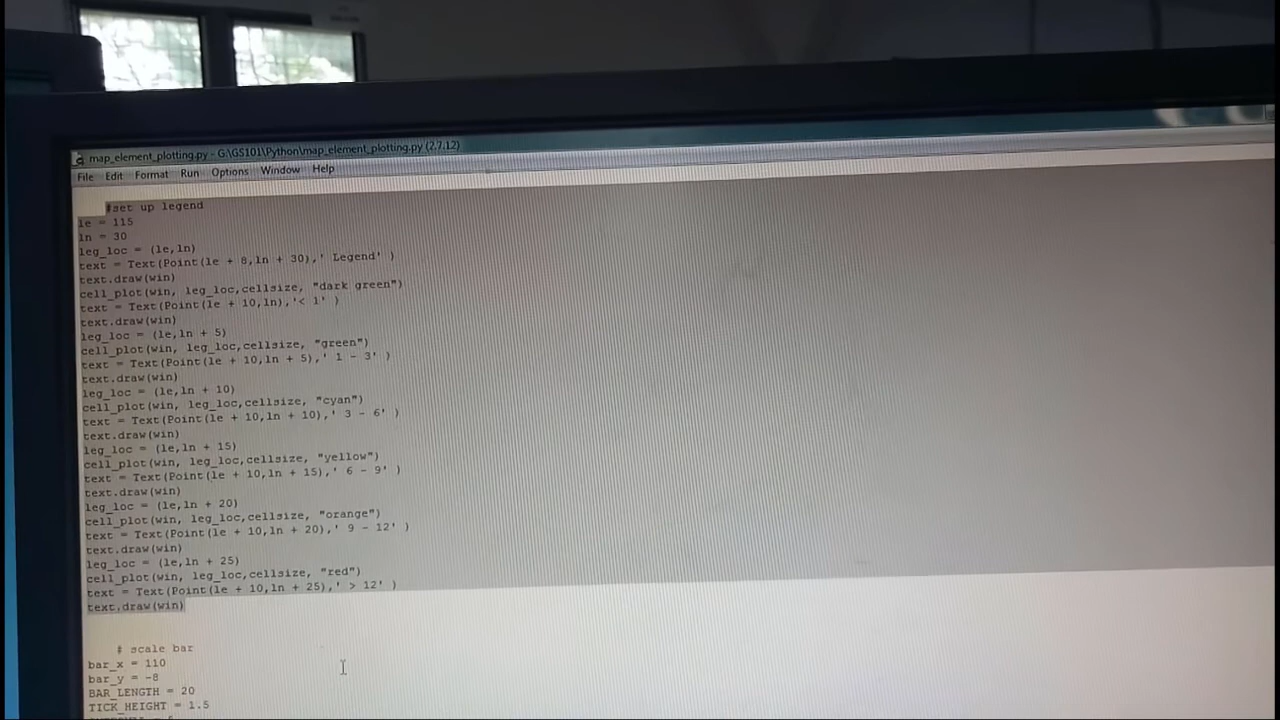 map_element_plotting.py - G:\GS101\Python\map_element_plotting.py (2.7.12)
File Edit Format Run Options Window Help
#set up legend
le = 115
ln = 30
leg_loc = (le,ln)
text = Text(Point(le + 8,ln + 30),' Legend' )
text.draw(win)
cell_plot(win, leg_loc,cellsize, "dark green")
text = Text(Point(le + 10,ln),'< 1' )
text.draw(win)
leg_loc = (le,ln + 5)
cell_plot(win, leg_loc,cellsize, "green")
text = Text(Point(le + 10,ln + 5),' 1 - 3' )
text.draw(win)
leg_loc = (le,ln + 10)
cell_plot(win, leg_loc,cellsize, "cyan")
text = Text(Point(le + 10,ln + 10),' 3 - 6' )
text.draw(win)
leg_loc = (le,ln + 15)
cell_plot(win, leg_loc,cellsize, "yellow")
text = Text(Point(le + 10,ln + 15),' 6 - 9' )
text.draw(win)
leg_loc = (le,ln + 20)
cell_plot(win, leg_loc,cellsize, "orange")
text = Text(Point(le + 10,ln + 20),' 9 - 12' )
text.draw(win)
leg_loc = (le,ln + 25)
cell_plot(win, leg_loc,cellsize, "red")
text = Text(Point(le + 10,ln + 25),' > 12' )
text.draw(win)
# scale bar
bar_x = 110
bar_y = -8
BAR_LENGTH = 20
TICK_HEIGHT = 1.5